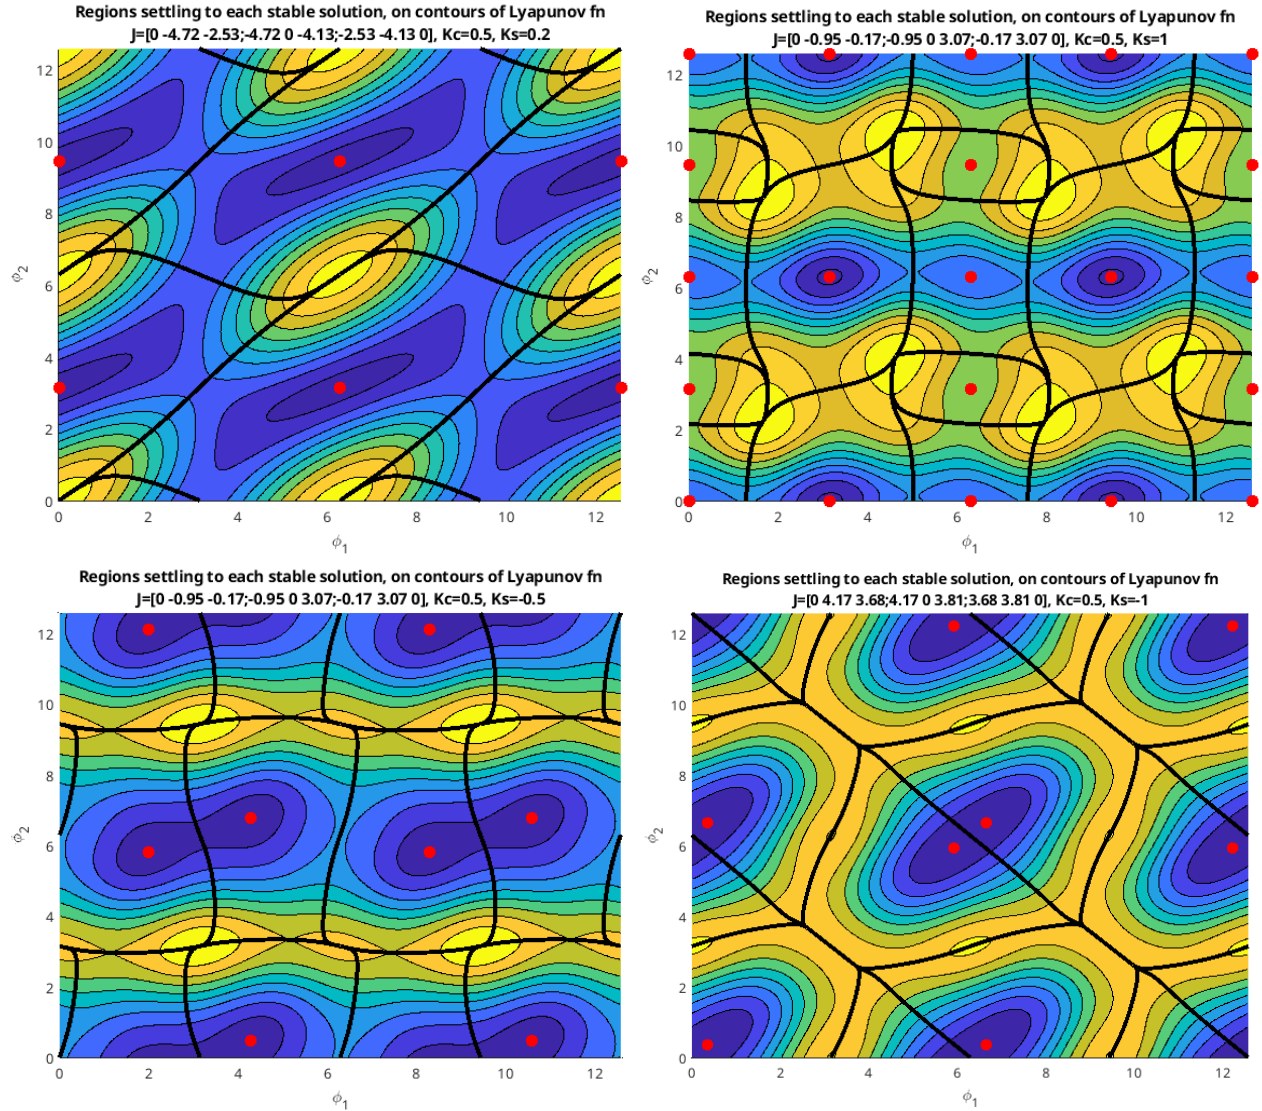 Regions settling to each stable solution, on contours of Lyapunov fn
J=[0 -4.72 -2.53;-4.72 0 -4.13;-2.53 -4.13 0], Kc=0.5, Ks=0.2
12
10
8
6
4
2
0
ϕ2
0 2 4 6 8 10 12
ϕ1
Regions settling to each stable solution, on contours of Lyapunov fn
J=[0 -0.95 -0.17;-0.95 0 3.07;-0.17 3.07 0], Kc=0.5, Ks=1
12
10
8
6
4
2
0
ϕ2
0 2 4 6 8 10 12
ϕ1
Regions settling to each stable solution, on contours of Lyapunov fn
J=[0 -0.95 -0.17;-0.95 0 3.07;-0.17 3.07 0], Kc=0.5, Ks=-0.5
12
10
8
6
4
2
0
ϕ2
0 2 4 6 8 10 12
ϕ1
Regions settling to each stable solution, on contours of Lyapunov fn
J=[0 4.17 3.68;4.17 0 3.81;3.68 3.81 0], Kc=0.5, Ks=-1
12
10
8
6
4
2
0
ϕ2
0 2 4 6 8 10 12
ϕ1